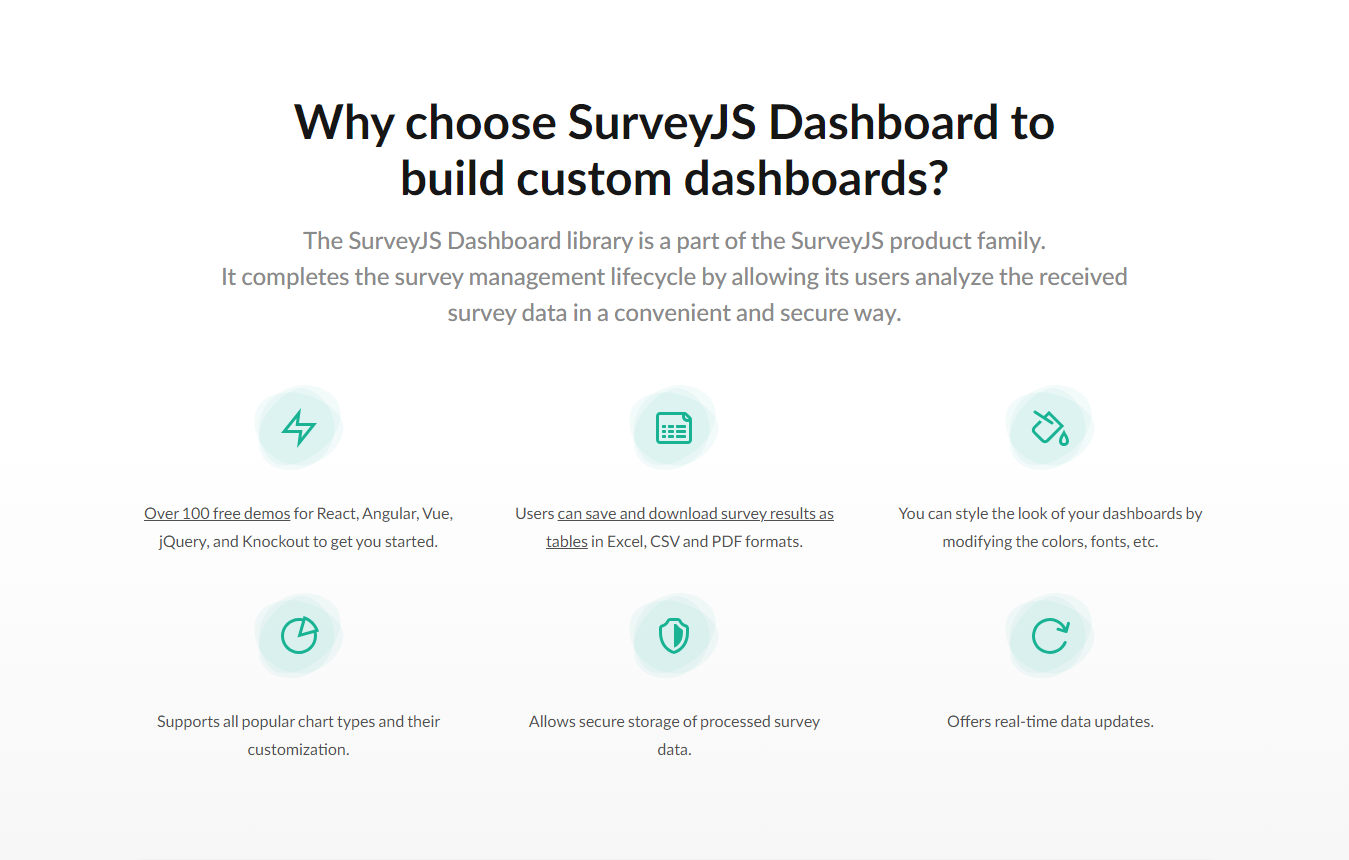 Why choose SurveyJS Dashboard to
build custom dashboards?
The SurveyJS Dashboard library is a part of the SurveyJS product family.
It completes the survey management lifecycle by allowing its users analyze the received
survey data in a convenient and secure way.
Over 100 free demos for React, Angular, Vue,
jQuery, and Knockout to get you started.
Users can save and download survey results as
tables in Excel, CSV and PDF formats.
You can style the look of your dashboards by
modifying the colors, fonts, etc.
Supports all popular chart types and their
customization.
Allows secure storage of processed survey
data.
Offers real-time data updates.